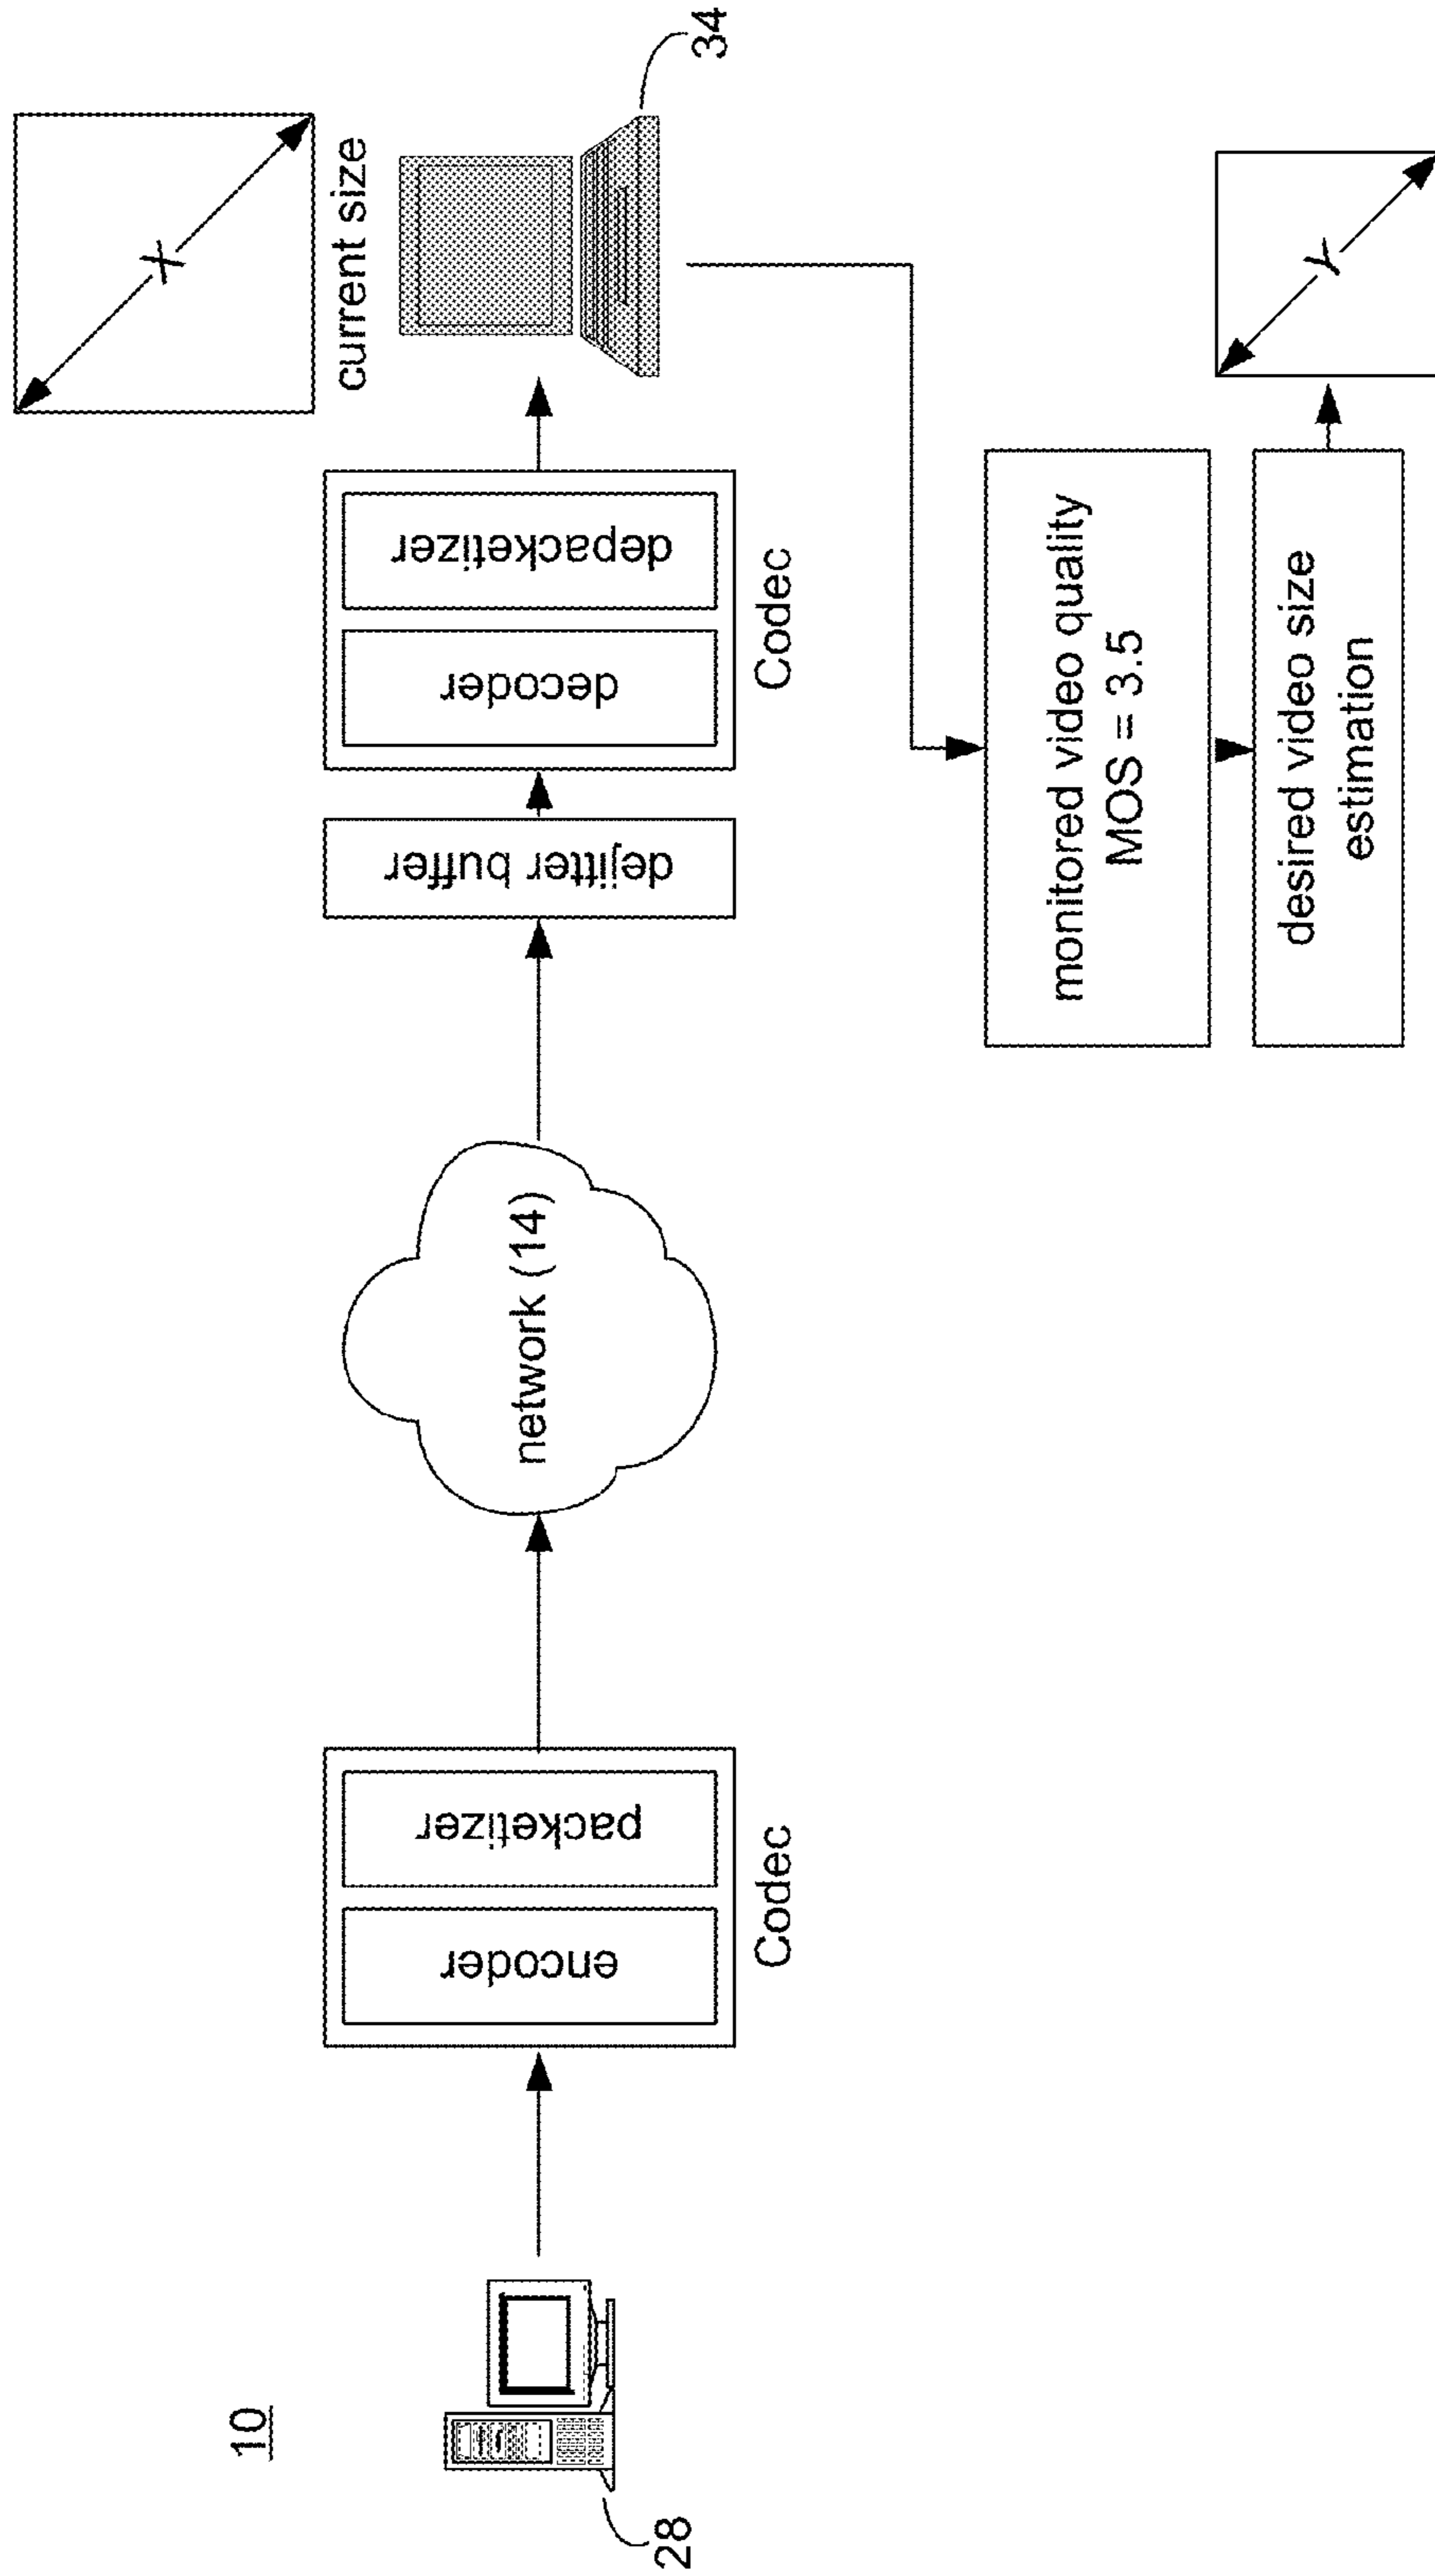 10
28
encoder
packetizer
Codec
network (14)
dejitter buffer
decoder
depacketizer
Codec
current size
X
34
monitored video quality
MOS = 3.5
desired video size
estimation
Y